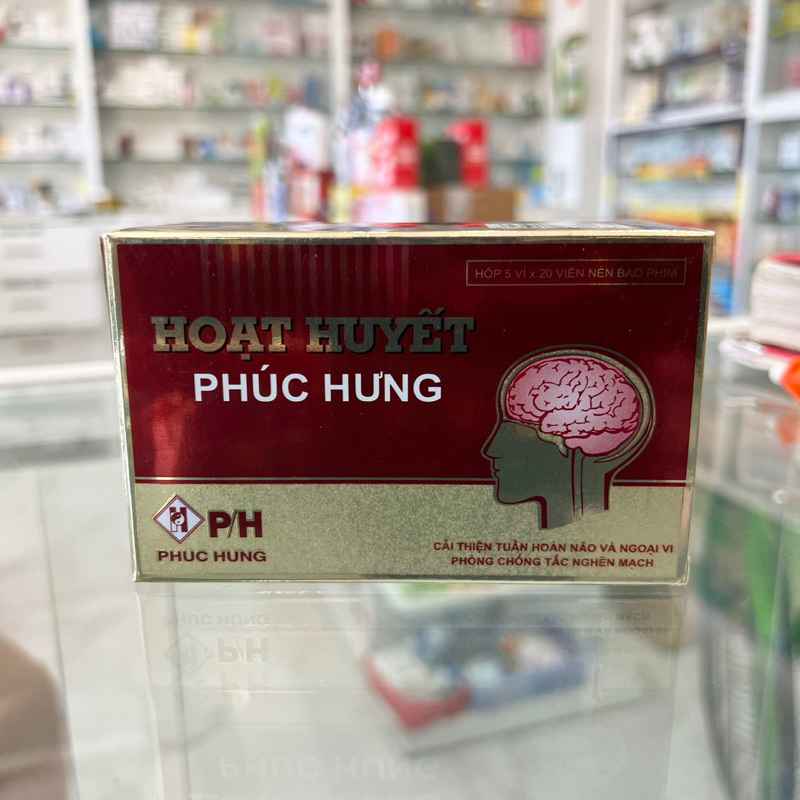 HỘP 5 VỈ x 20 VIÊN NÉN BAO PHIM
HOẠT HUYẾT
PHÚC HƯNG
P/H
PHUC HUNG
CẢI THIỆN TUẦN HOÀN NÃO VÀ NGOẠI VI
PHÒNG CHỐNG TẮC NGHẼN MẠCH